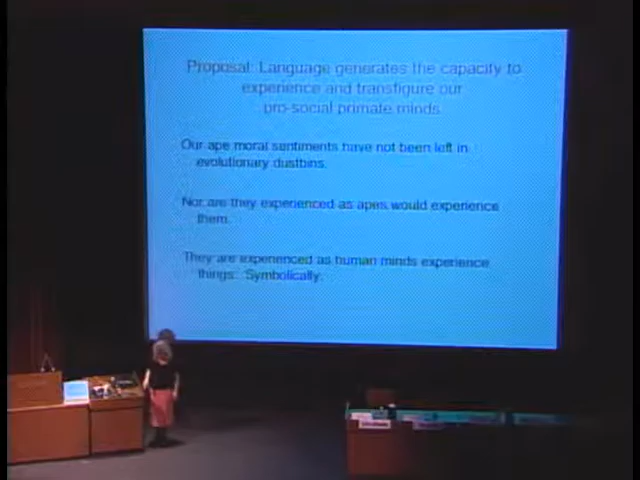 Proposal: Language generates the capacity to
experience and transfigure our
pro-social primate minds.
Our ape moral sentiments have not been left in
evolutionary dustbins.
Nor are they experienced as apes would experience
them.
They are experienced as human minds experience
things: Symbolically.